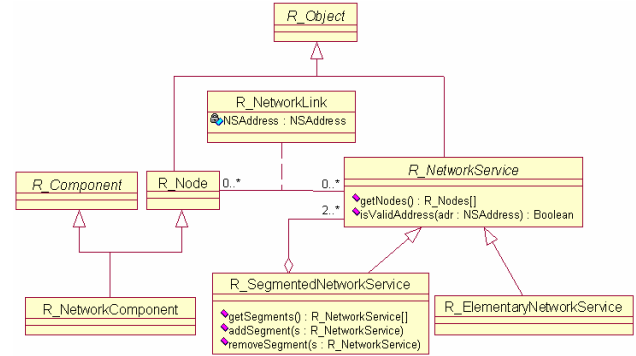 R_Object
R_NetworkLink
NSAddress : NSAddress
R_Component
R_Node
0..*
0..*
R_NetworkService
getNodes() : R_Nodes[]
isValidAddress(adr : NSAddress) : Boolean
2..*
R_SegmentedNetworkService
getSegments() : R_NetworkService[]
addSegment(s : R_NetworkService)
removeSegment(s : R_NetworkService)
R_NetworkComponent
R_ElementaryNetworkService